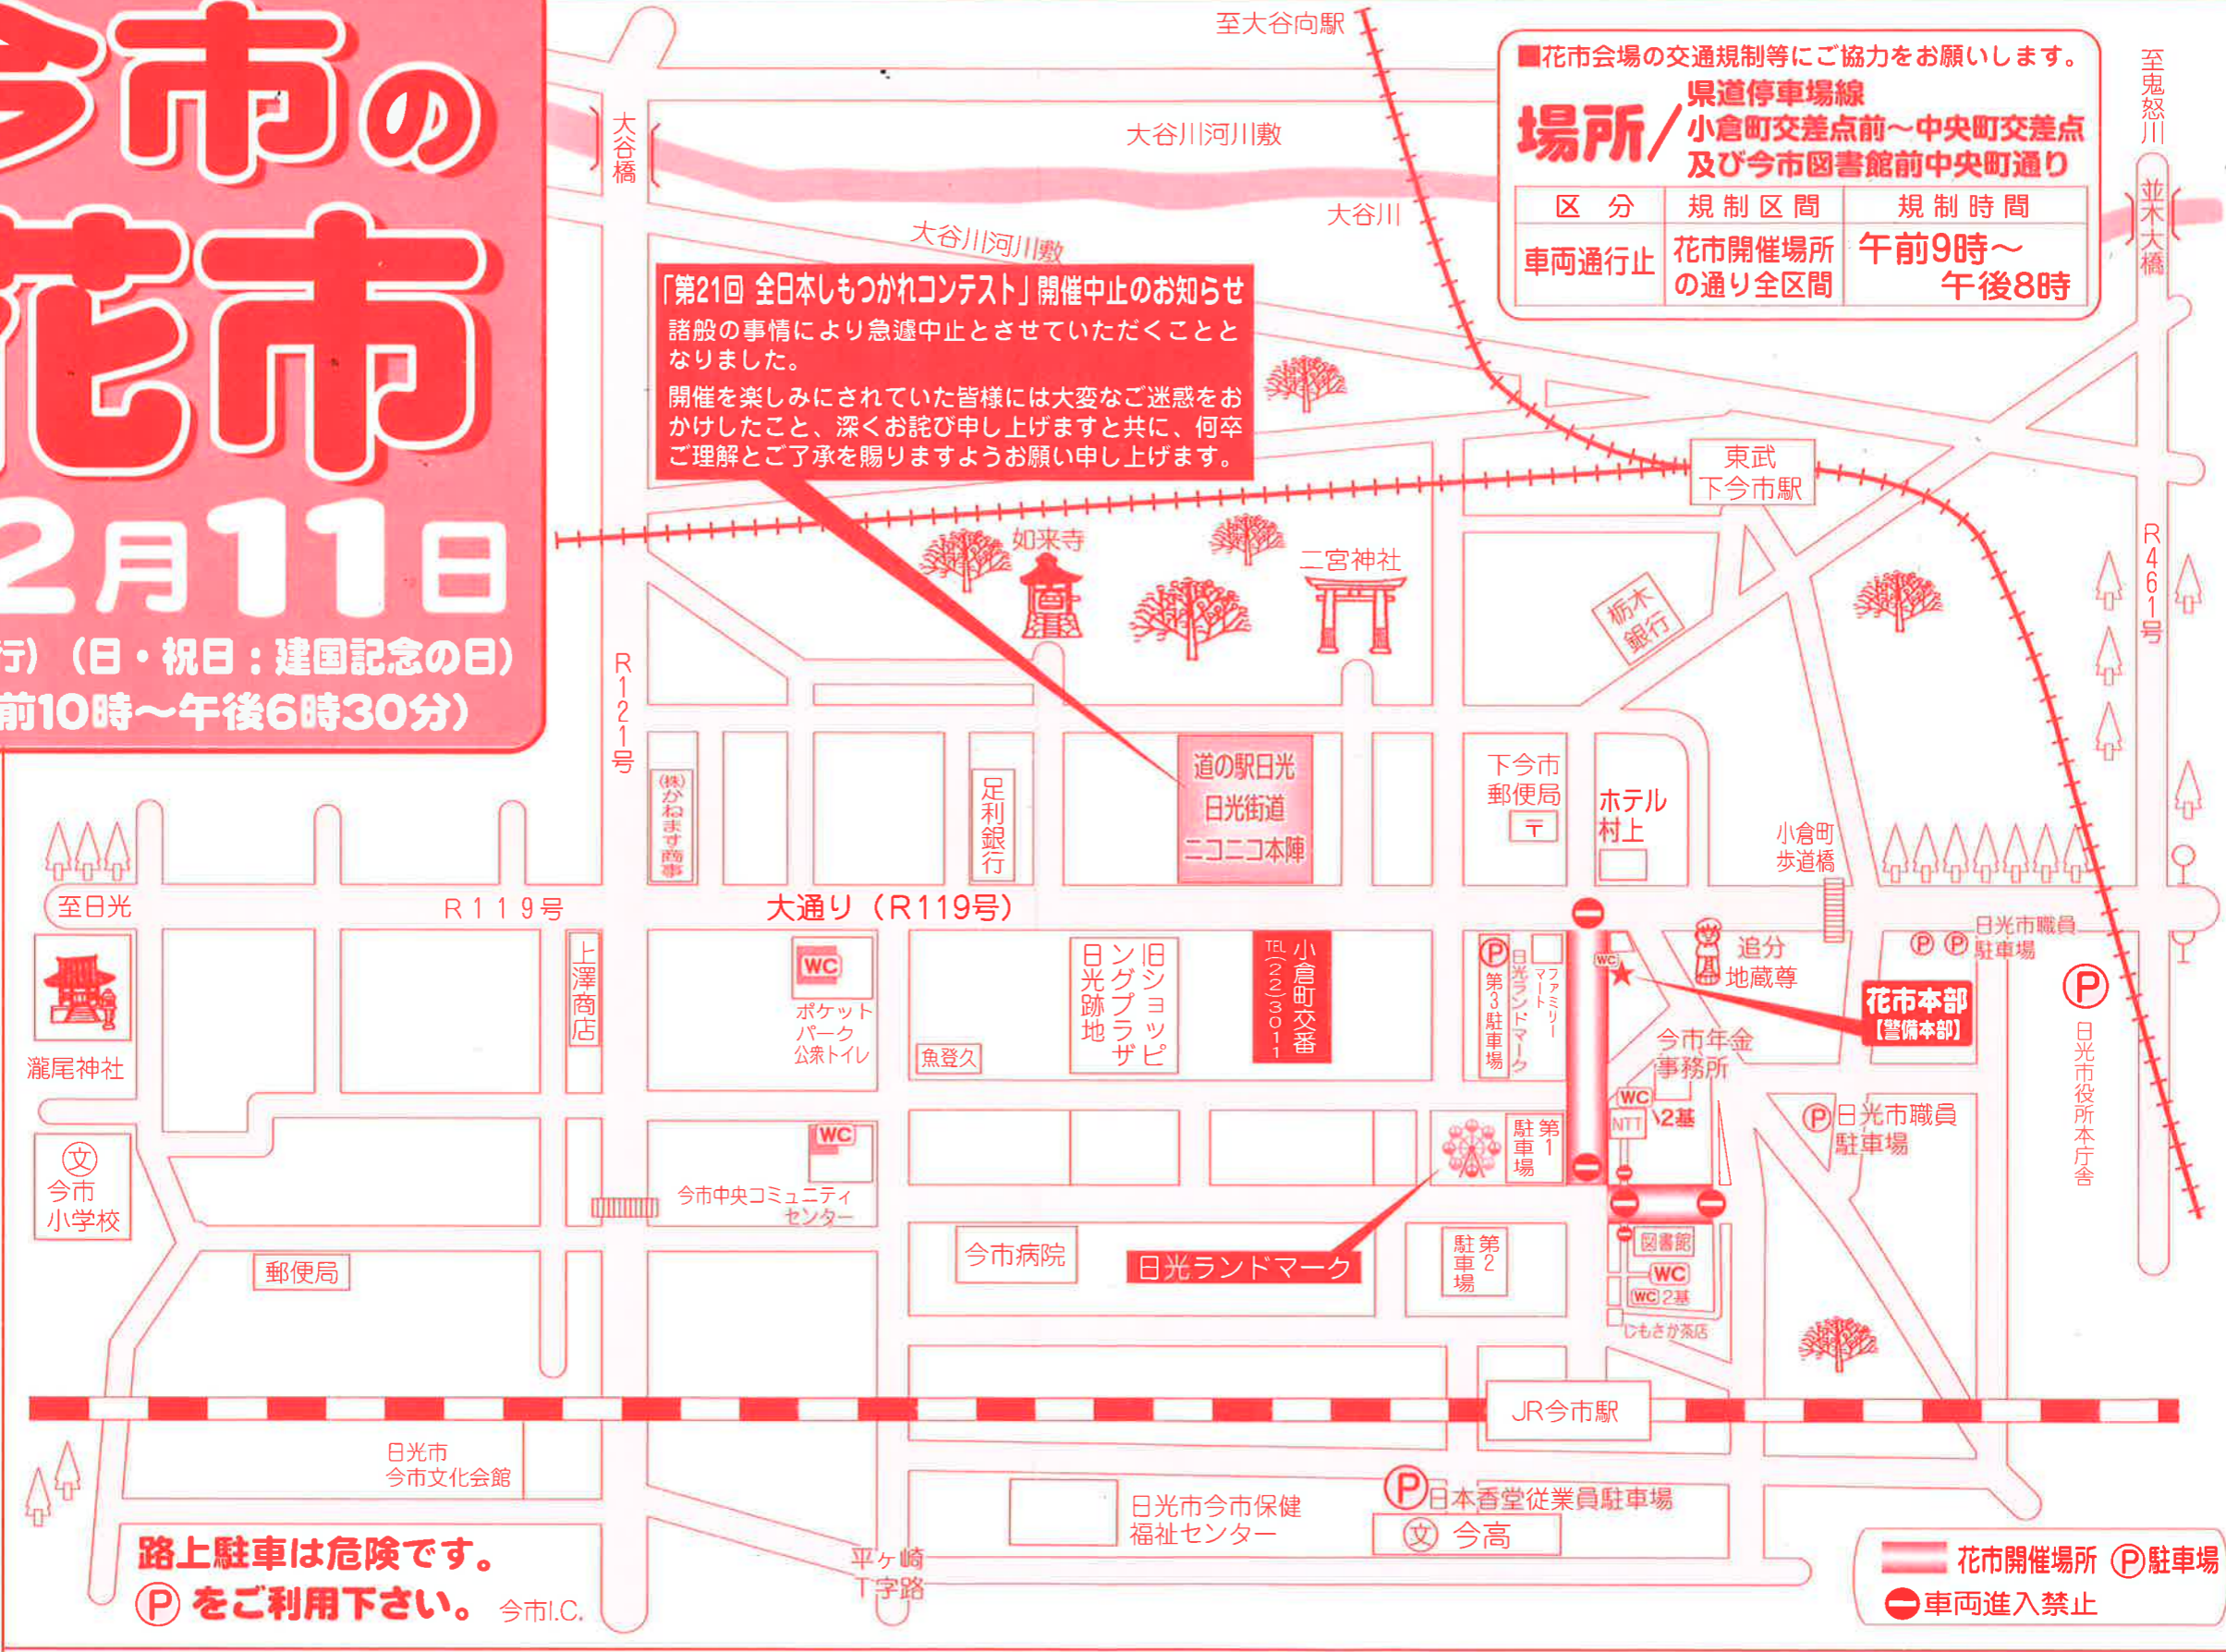 今市の
花市
2月11日
行）（日・祝日：建国記念の日）
前10時～午後6時30分）
至大谷向駅
■花市会場の交通規制等にご協力をお願いします。
場所／
県道停車場線
小倉町交差点前～中央町交差点
及び今市図書館前中央町通り
区 分
規 制 区 間
規 制 時 間
車両通行止
花市開催場所
の通り全区間
午前9時～
午後8時
至鬼怒川
並木大橋
大谷橋
大谷川河川敷
大谷川
大谷川河川敷
「第21回 全日本しもつかれコンテスト」開催中止のお知らせ
諸般の事情により急遽中止とさせていただくことと
なりました。
開催を楽しみにされていた皆様には大変なご迷惑をお
かけしたこと、深くお詫び申し上げますと共に、何卒
ご理解とご了承を賜りますようお願い申し上げます。
東武
下今市駅
R461号
如来寺
二宮神社
栃木
銀行
R121号
(株)かねます商事
足利銀行
道の駅日光
日光街道
ニコニコ本陣
下今市
郵便局
〒
ホテル
村上
小倉町
歩道橋
至日光
R119号
大通り（R119号）
瀧尾神社
上澤商店
WC
ポケット
パーク
公衆トイレ
魚登久
旧ショッピ
ングプラザ
日光跡地
小倉町交番
TEL(22)3011
P
日光ランドマーク
第3駐車場
ファミリー
マート
WC
★
追分
地蔵尊
花市本部
【警備本部】
P P
日光市職員
駐車場
P
日光市役所本庁舎
今市年金
事務所
WC
2基
NTT
P
日光市職員
駐車場
第1
駐車場
文
今市
小学校
WC
今市中央コミュニティ
センター
郵便局
今市病院
日光ランドマーク
第2
駐車場
図書館
WC
WC 2基
しもさか茶店
JR今市駅
日光市
今市文化会館
日光市今市保健
福祉センター
P日本香堂従業員駐車場
文 今高
平ヶ崎
T字路
路上駐車は危険です。
Pをご利用下さい。
今市I.C.
花市開催場所 P駐車場
車両進入禁止